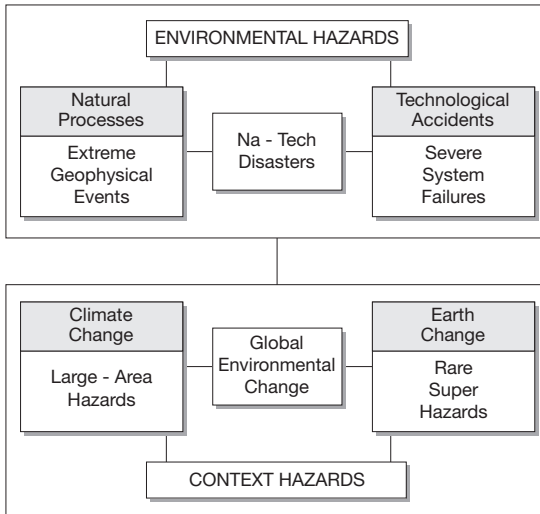 ENVIRONMENTAL HAZARDS
Natural
Processes
Extreme
Geophysical
Events
Na - Tech
Disasters
Technological
Accidents
Severe
System
Failures
Climate
Change
Large - Area
Hazards
Global
Environmental
Change
Earth
Change
Rare
Super
Hazards
CONTEXT HAZARDS